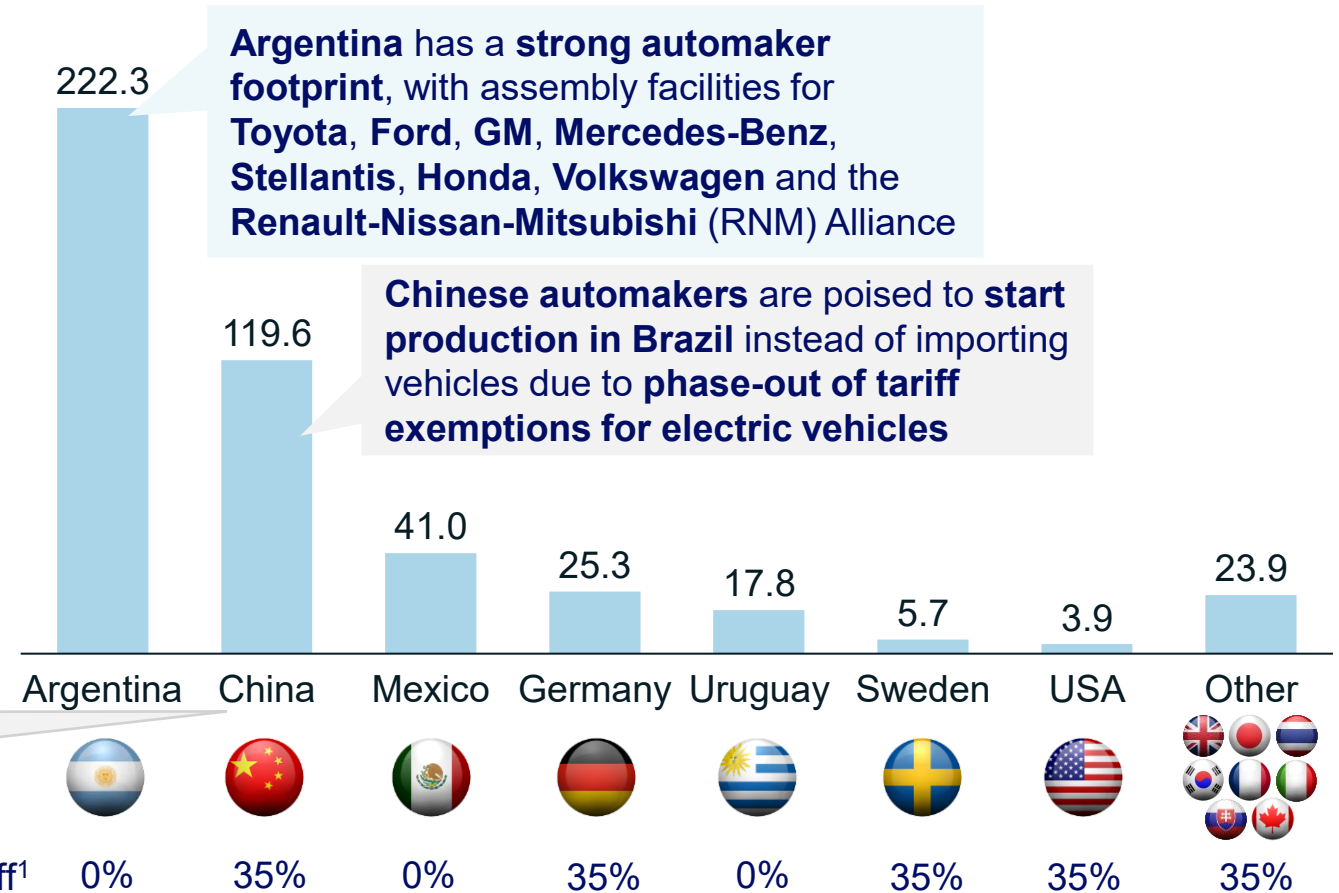 222.3
Argentina has a strong automaker
footprint, with assembly facilities for
Toyota, Ford, GM, Mercedes-Benz,
Stellantis, Honda, Volkswagen and the
Renault-Nissan-Mitsubishi (RNM) Alliance
119.6
Chinese automakers are poised to start
production in Brazil instead of importing
vehicles due to phase-out of tariff
exemptions for electric vehicles
41.0 25.3 17.8 5.7 3.9 23.9
Argentina China Mexico Germany Uruguay Sweden USA Other
0% 35% 0% 35% 0% 35% 35% 35%